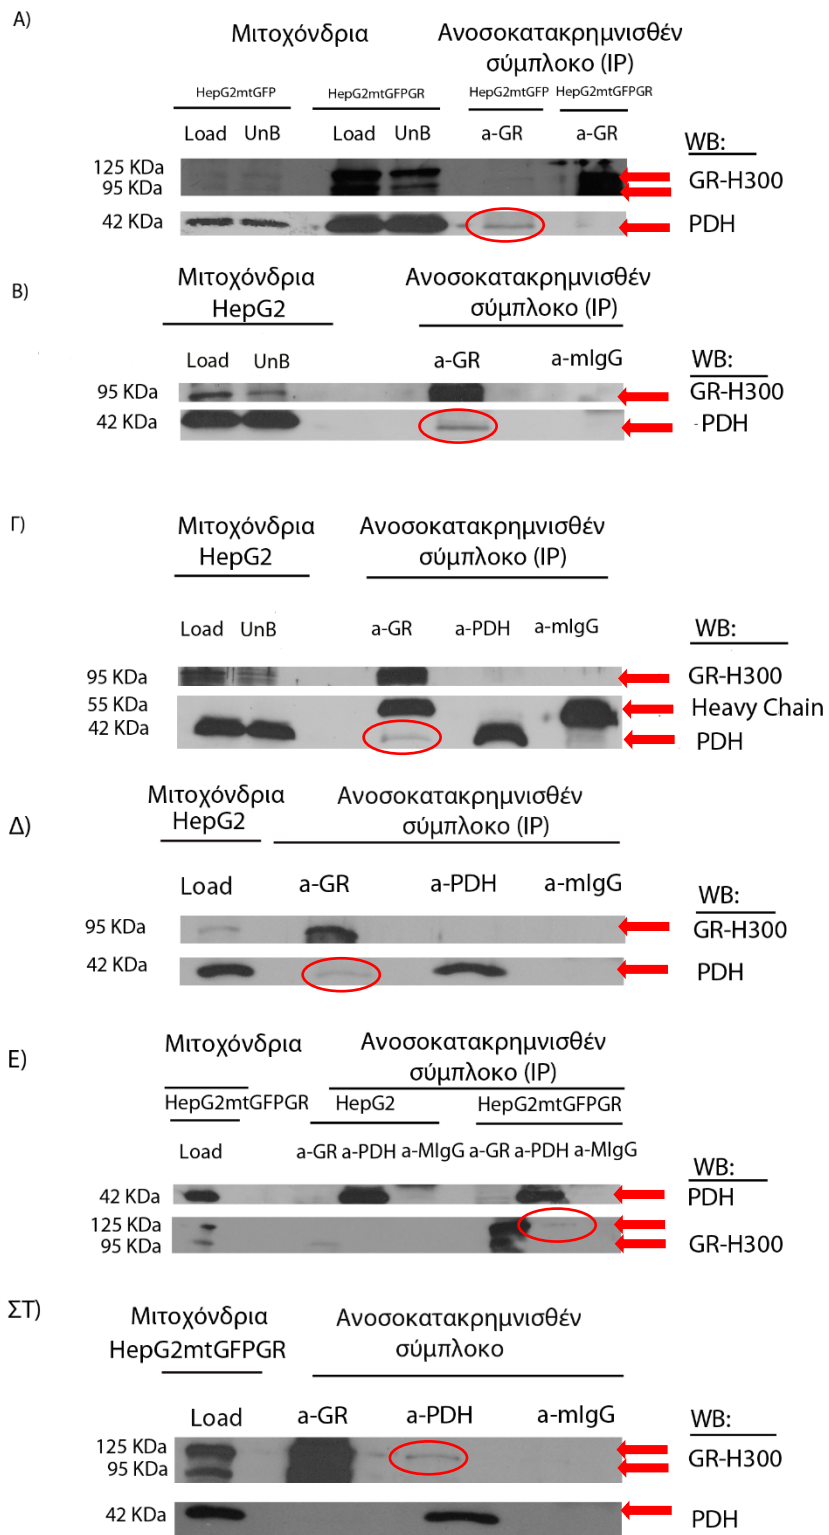 Α)
Μιτοχόνδρια Ανοσοκατακρημνισθέν
σύμπλοκο (IP)
HepG2mtGFP HepG2mtGFPGR HepG2mtGFP HepG2mtGFPGR
Load UnB Load UnB a-GR a-GR WB:
125 KDa
95 KDa GR-H300
42 KDa PDH
Β)
Μιτοχόνδρια Ανοσοκατακρημνισθέν
HepG2 σύμπλοκο (IP)
Load UnB a-GR a-mIgG WB:
95 KDa GR-H300
42 KDa PDH
Γ)
Μιτοχόνδρια Ανοσοκατακρημνισθέν
HepG2 σύμπλοκο (IP)
Load UnB a-GR a-PDH a-mIgG WB:
95 KDa GR-H300
55 KDa Heavy Chain
42 KDa PDH
Δ)
Μιτοχόνδρια Ανοσοκατακρημνισθέν
HepG2 σύμπλοκο (IP)
Load a-GR a-PDH a-mIgG WB:
95 KDa GR-H300
42 KDa PDH
Ε)
Μιτοχόνδρια Ανοσοκατακρημνισθέν
σύμπλοκο (IP)
HepG2mtGFPGR HepG2 HepG2mtGFPGR
Load a-GR a-PDH a-MIgG a-GR a-PDH a-MIgG WB:
42 KDa PDH
125 KDa
95 KDa GR-H300
ΣΤ)
Μιτοχόνδρια Ανοσοκατακρημνισθέν
HepG2mtGFPGR σύμπλοκο
Load a-GR a-PDH a-mIgG WB:
125 KDa GR-H300
95 KDa
42 KDa PDH